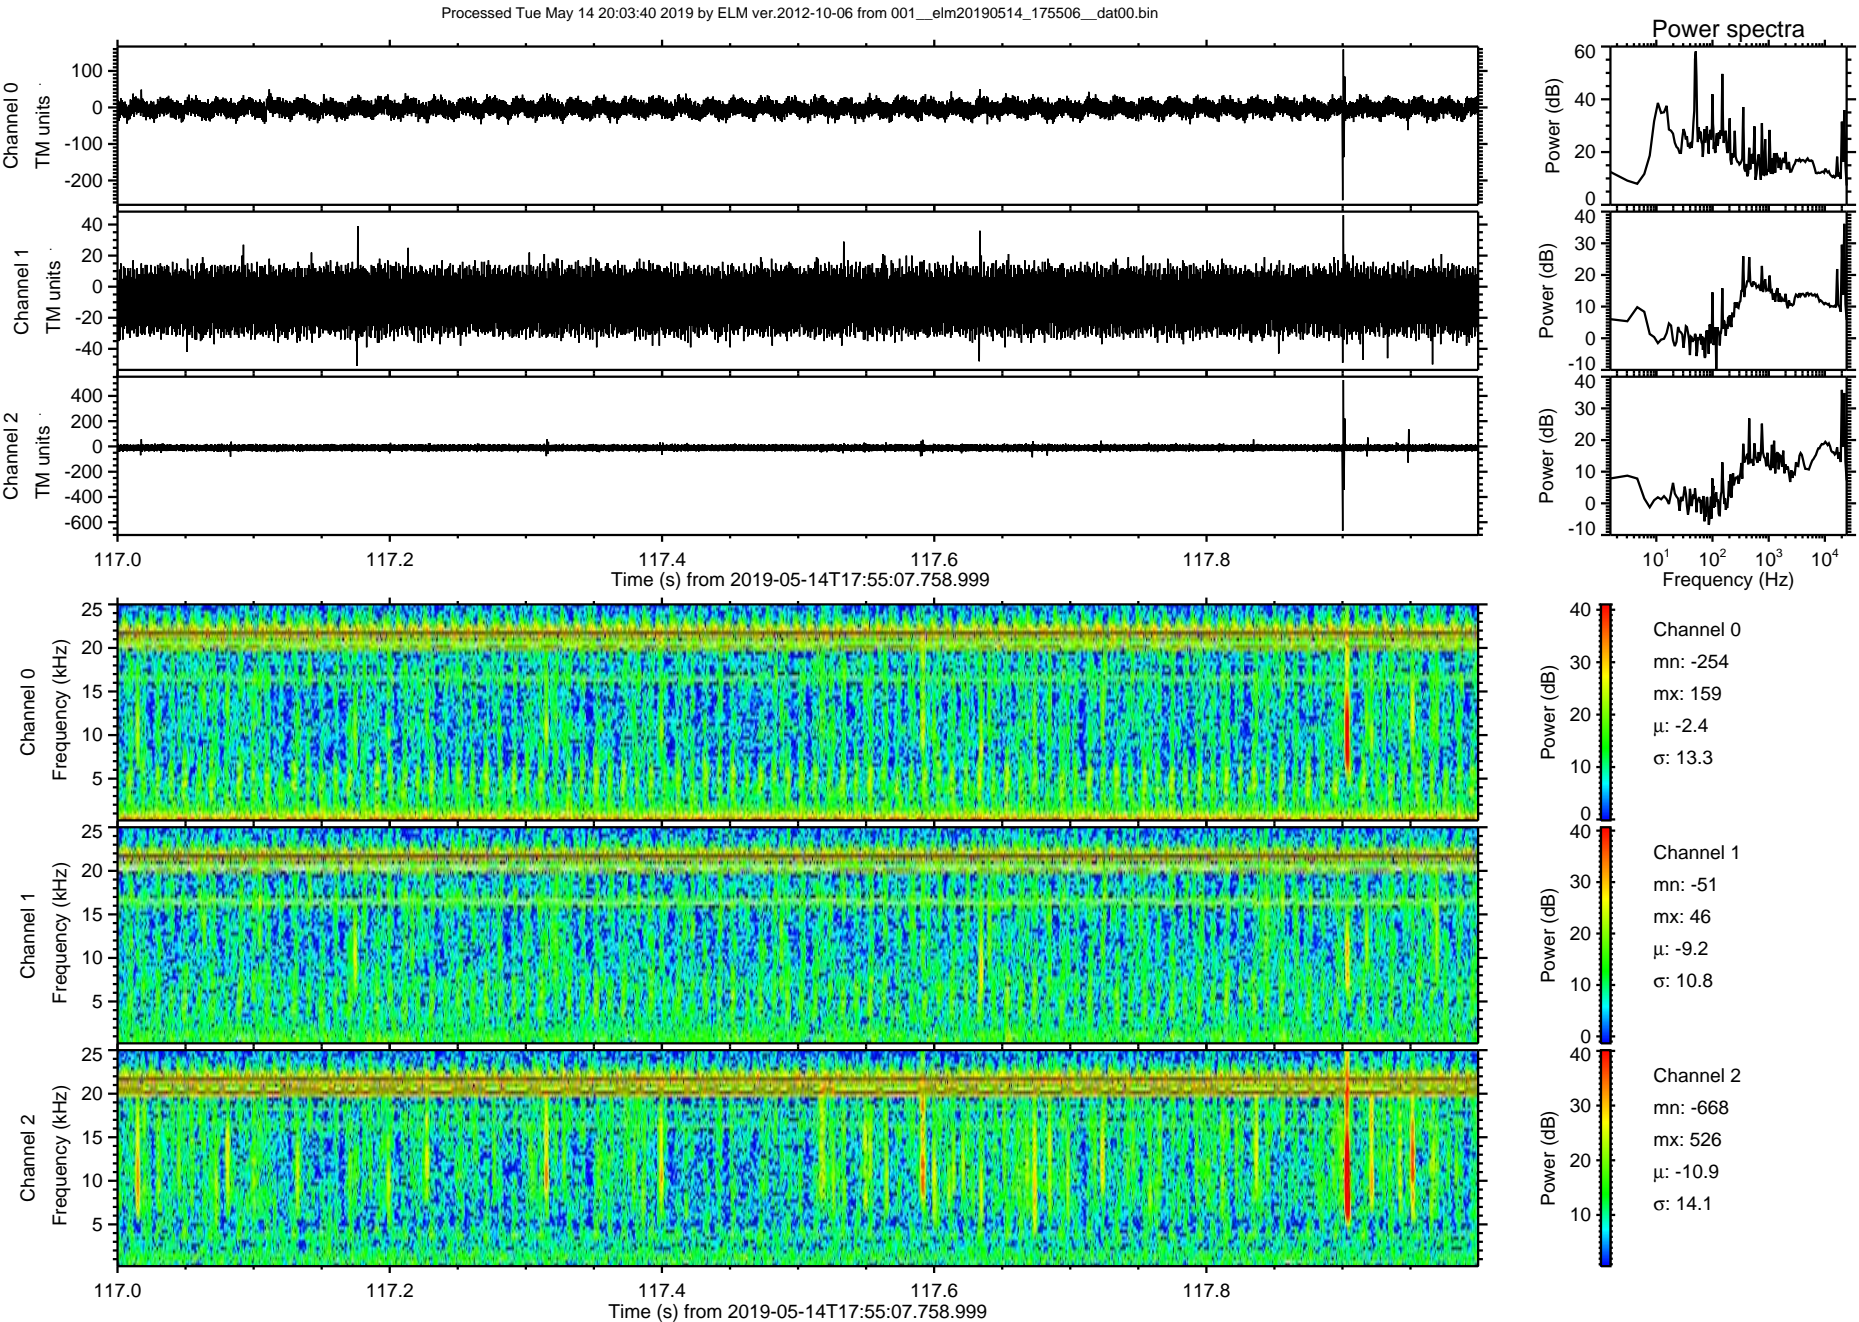 Processed Tue May 14 20:03:40 2019 by ELM ver.2012-10-06 from 001__elm20190514_175506__dat00.bin
Power spectra
Channel 0
TM units
100
0
-100
-200
Power (dB)
60
40
20
0
Channel 1
TM units
40
20
0
-20
-40
Power (dB)
40
30
20
10
0
-10
Channel 2
TM units
400
200
0
-200
-400
-600
Power (dB)
40
30
20
10
0
-10
117.0 117.2 117.4 117.6 117.8
Time (s) from 2019-05-14T17:55:07.758.999
10¹ 10² 10³ 10⁴
Frequency (Hz)
Channel 0
Frequency (kHz)
25
20
15
10
5
Power (dB)
40
30
20
10
0
Channel 0
mn: -254
mx: 159
µ: -2.4
σ: 13.3
Channel 1
Frequency (kHz)
25
20
15
10
5
Power (dB)
40
30
20
10
0
Channel 1
mn: -51
mx: 46
µ: -9.2
σ: 10.8
Channel 2
Frequency (kHz)
25
20
15
10
5
Power (dB)
40
30
20
10
Channel 2
mn: -668
mx: 526
µ: -10.9
σ: 14.1
117.0 117.2 117.4 117.6 117.8
Time (s) from 2019-05-14T17:55:07.758.999